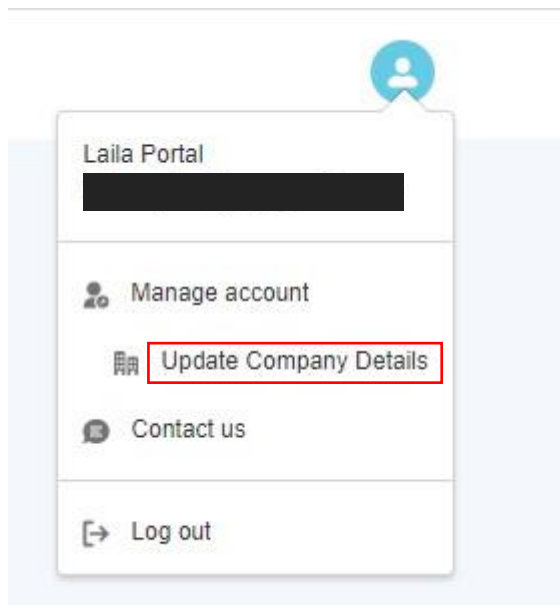 Laila Portal
Manage account
Update Company Details
Contact us
Log out